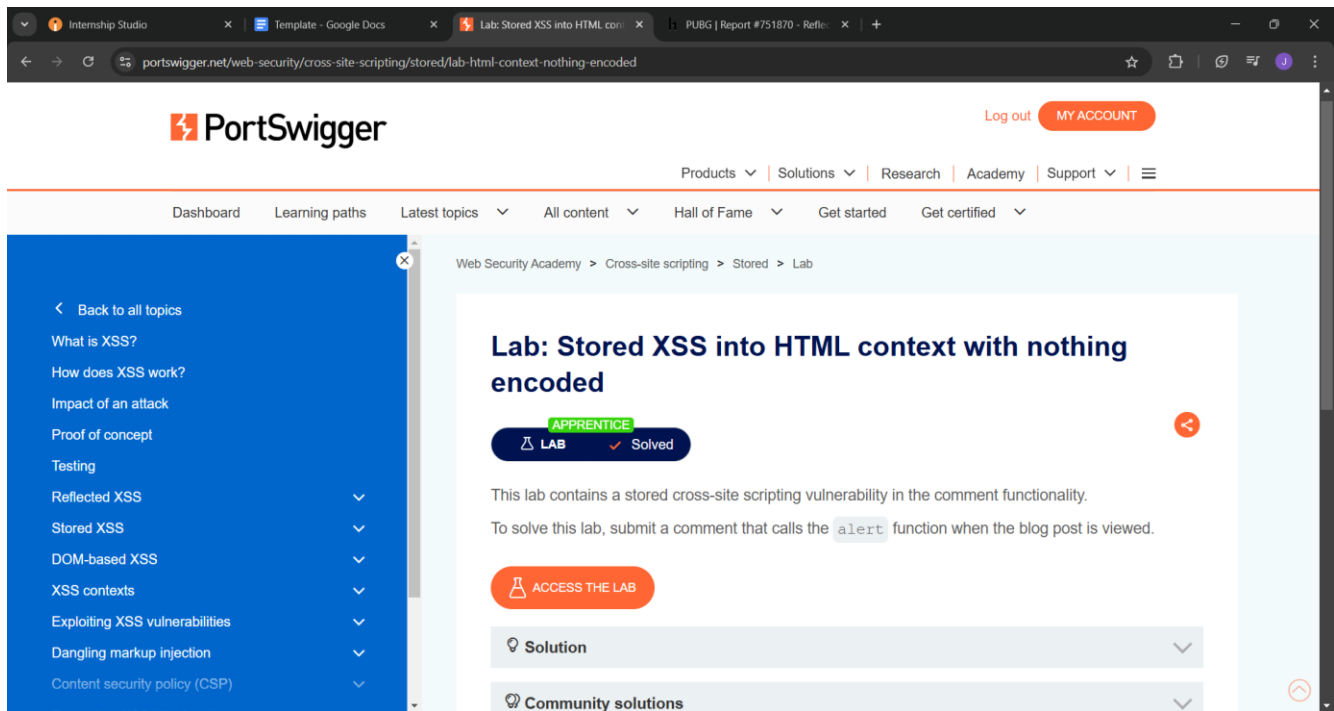 Internship Studio
Template - Google Docs
Lab: Stored XSS into HTML con
PUBG | Report #751870 - Reflec
portswigger.net/web-security/cross-site-scripting/stored/lab-html-context-nothing-encoded
J
PortSwigger
Log out
MY ACCOUNT
Products
Solutions
Research
Academy
Support
Dashboard
Learning paths
Latest topics
All content
Hall of Fame
Get started
Get certified
Back to all topics
What is XSS?
How does XSS work?
Impact of an attack
Proof of concept
Testing
Reflected XSS
Stored XSS
DOM-based XSS
XSS contexts
Exploiting XSS vulnerabilities
Dangling markup injection
Content security policy (CSP)
Web Security Academy > Cross-site scripting > Stored > Lab
Lab: Stored XSS into HTML context with nothing
encoded
APPRENTICE
LAB
Solved
This lab contains a stored cross-site scripting vulnerability in the comment functionality.
To solve this lab, submit a comment that calls the alert function when the blog post is viewed.
ACCESS THE LAB
Solution
Community solutions